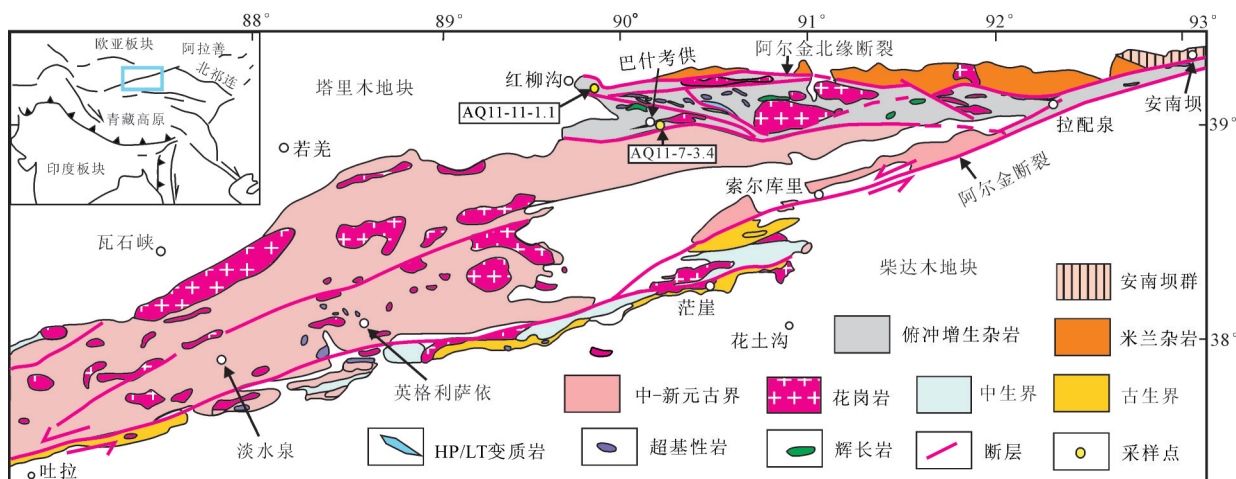 88°
89°
90°
91°
92°
93°
欧亚板块
阿拉善
北祁连
青藏高原
印度板块
塔里木地块
红柳沟
巴什考供
阿尔金北缘断裂
安南坝
AQ11-11-1.1
拉配泉
39°
若羌
AQ11-7-3.4
索尔库里
阿尔金断裂
瓦石峡
柴达木地块
茫崖
花土沟
38°
英格利萨依
淡水泉
吐拉
安南坝群
俯冲增生杂岩
米兰杂岩
中-新元古界
花岗岩
中生界
古生界
HP/LT变质岩
超基性岩
辉长岩
断层
采样点